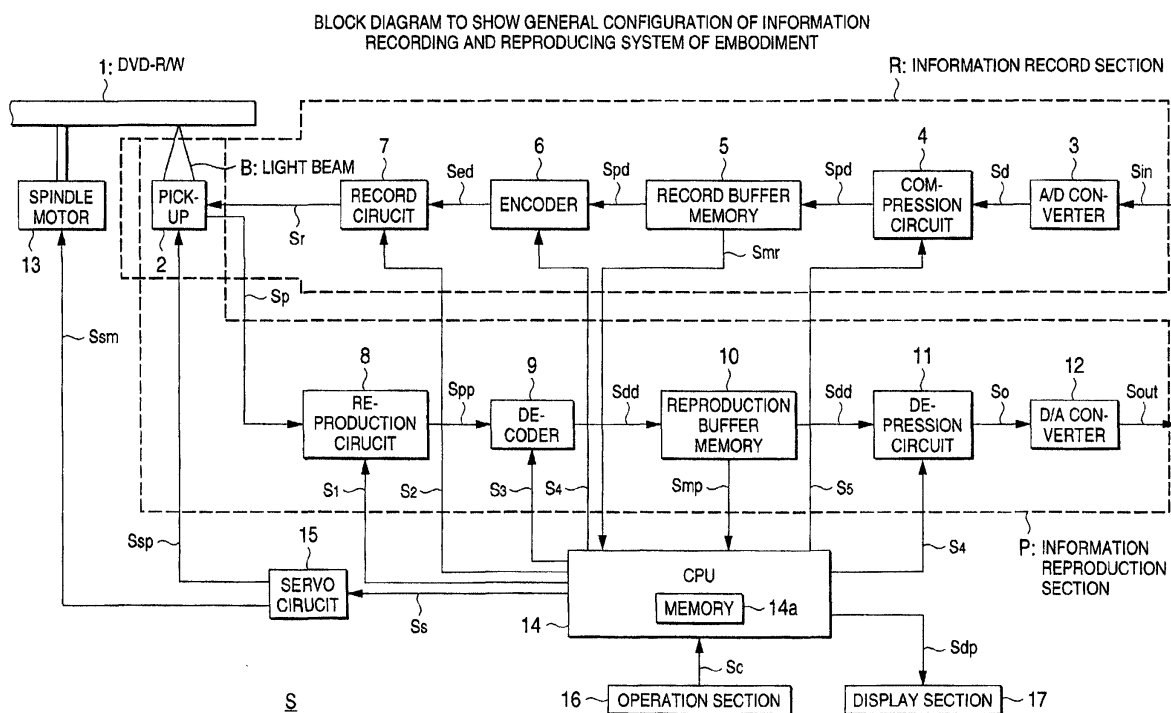 BLOCK DIAGRAM TO SHOW GENERAL CONFIGURATION OF INFORMATION
RECORDING AND REPRODUCING SYSTEM OF EMBODIMENT
1: DVD-R/W
R: INFORMATION RECORD SECTION
B: LIGHT BEAM
7
6
5
4
3
SPINDLE
MOTOR
13
PICK-
UP
2
Sr
RECORD
CIRUCIT
Sed
ENCODER
Spd
RECORD BUFFER
MEMORY
Spd
COM-
PRESSION
CIRCUIT
Sd
A/D CON-
VERTER
Sin
Smr
Sp
Ssm
8
9
10
11
12
RE-
PRODUCTION
CIRUCIT
Spp
DE-
CODER
Sdd
REPRODUCTION
BUFFER
MEMORY
Sdd
DE-
PRESSION
CIRCUIT
So
D/A CON-
VERTER
Sout
S1
S2
S3
S4
Smp
S5
S4
Ssp
P: INFORMATION
REPRODUCTION
SECTION
15
SERVO
CIRUCIT
Ss
CPU
MEMORY
14a
14
Sc
Sdp
16
OPERATION SECTION
DISPLAY SECTION
17
S